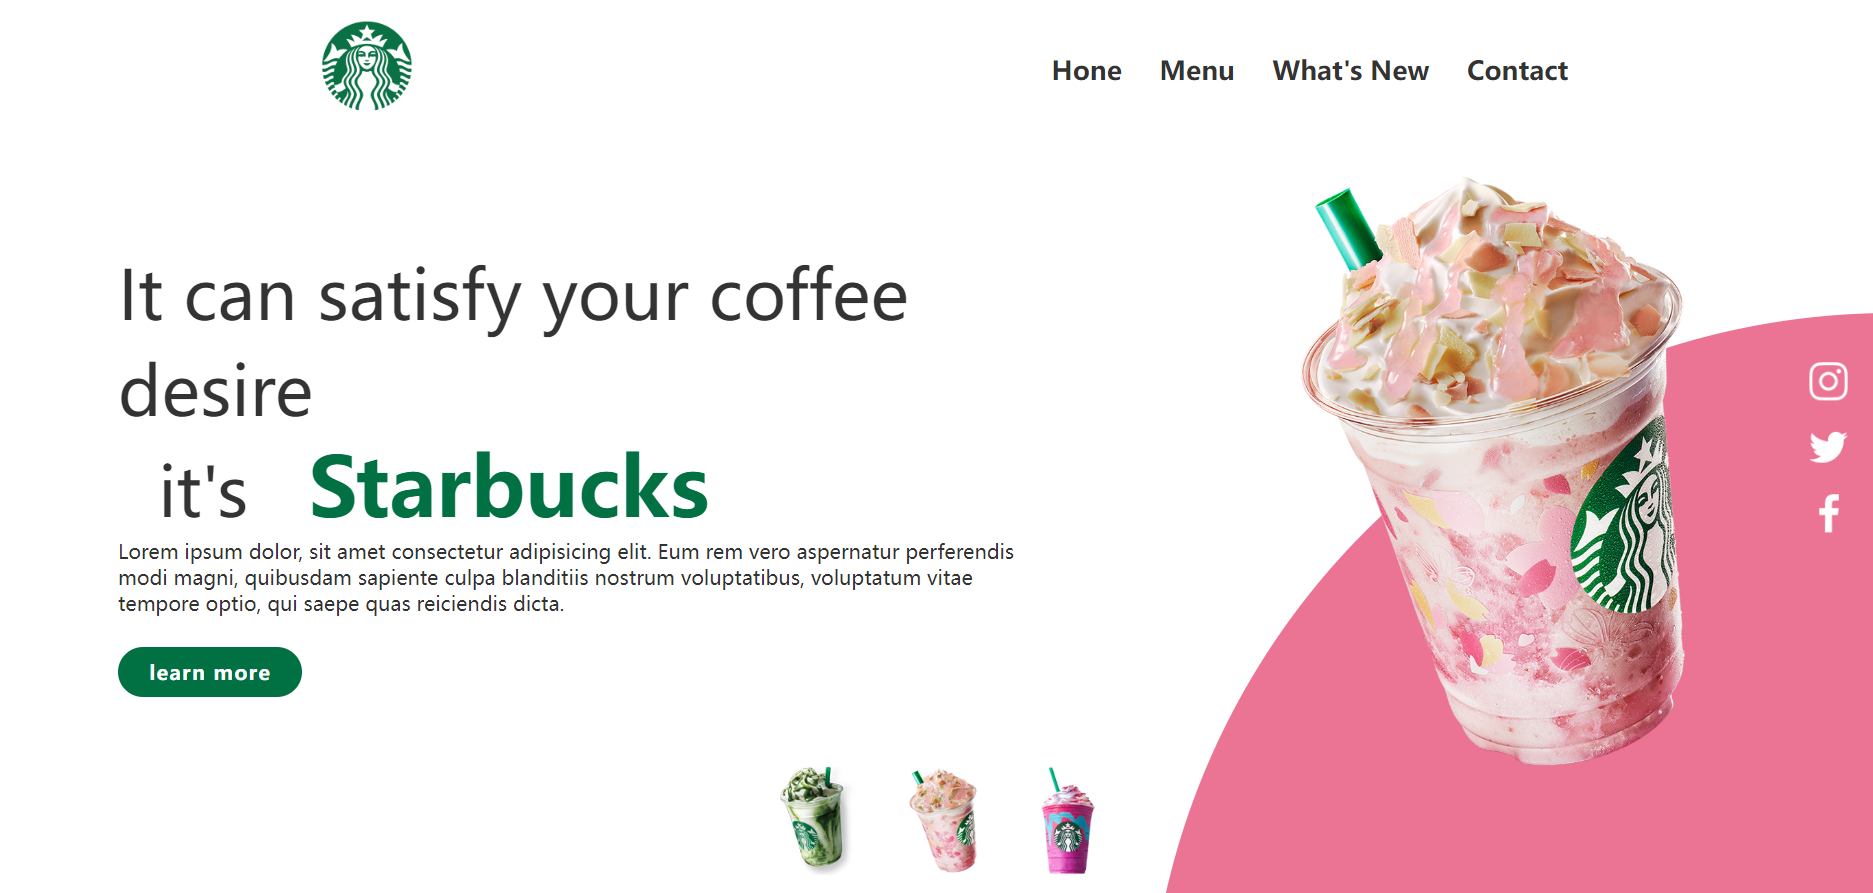 Hone Menu What's New Contact
It can satisfy your coffee
desire
it's Starbucks
Lorem ipsum dolor, sit amet consectetur adipisicing elit. Eum rem vero aspernatur perferendis
modi magni, quibusdam sapiente culpa blanditiis nostrum voluptatibus, voluptatum vitae
tempore optio, qui saepe quas reiciendis dicta.
learn more